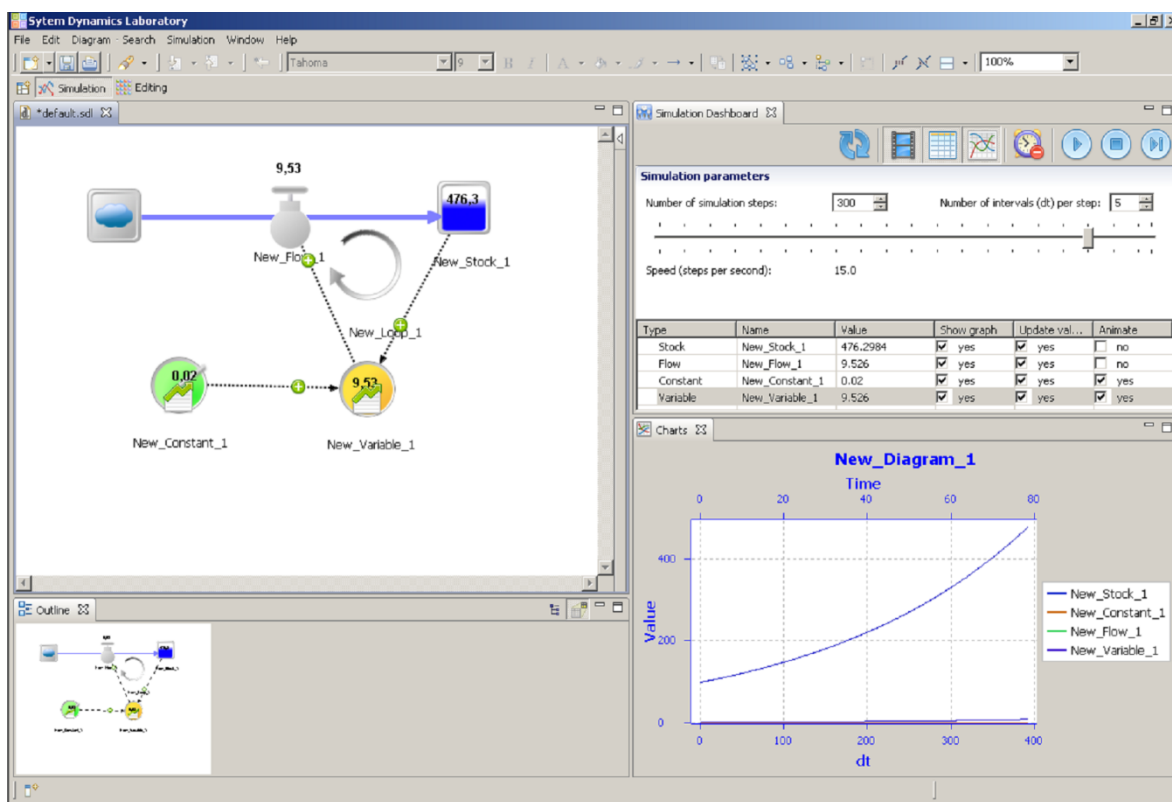 Sytem Dynamics Laboratory
File Edit Diagram Search Simulation Window Help
Tahoma 9 B I A 100%
Simulation Editing
*default.sdl
9,53
476,3
New_Flow_1
New_Stock_1
New_Loop_1
0,02
9,53
New_Constant_1
New_Variable_1
Simulation Dashboard
Simulation parameters
Number of simulation steps: 300 Number of intervals (dt) per step: 5
Speed (steps per second): 15.0
Type Name Value Show graph Update val... Animate
Stock New_Stock_1 476.2984 yes yes no
Flow New_Flow_1 9.526 yes yes no
Constant New_Constant_1 0.02 yes yes yes
Variable New_Variable_1 9.526 yes yes yes
Charts
New_Diagram_1
Time
0 20 40 60 80
400
200
0
Value
0 100 200 300 400
dt
New_Stock_1
New_Constant_1
New_Flow_1
New_Variable_1
Outline